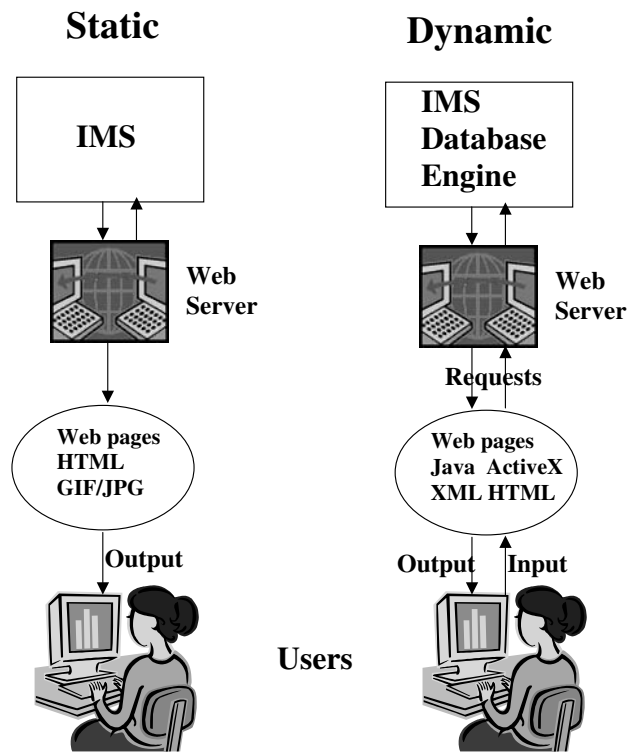 Static
IMS
Web
Server
Web pages
HTML
GIF/JPG
Output
Dynamic
IMS
Database
Engine
Web
Server
Requests
Web pages
Java ActiveX
XML HTML
Output Input
Users